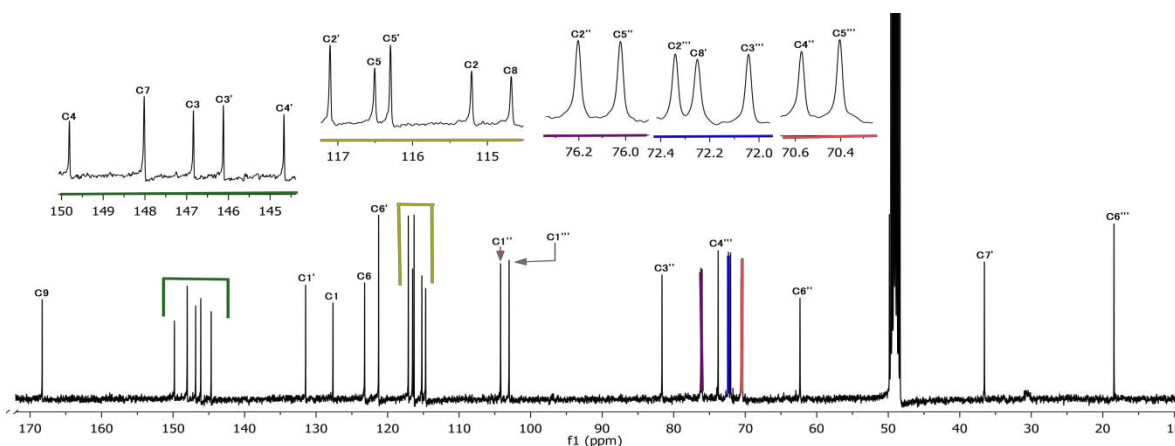 C2' C5' C2'' C5'' C2''' C8' C3''' C4'' C5'''
C5 C2 C8
C4 C7 C3 C3' C4'
117 116 115
76.2 76.0 72.4 72.2 72.0 70.6 70.4
150 149 148 147 146 145
C6' C1'' C1''' C4''' C6'''
C9 C1' C1 C6 C3'' C6'' C7'
170 160 150 140 130 120 110 100 90 80 70 60 50 40 30 20 10
f1 (ppm)